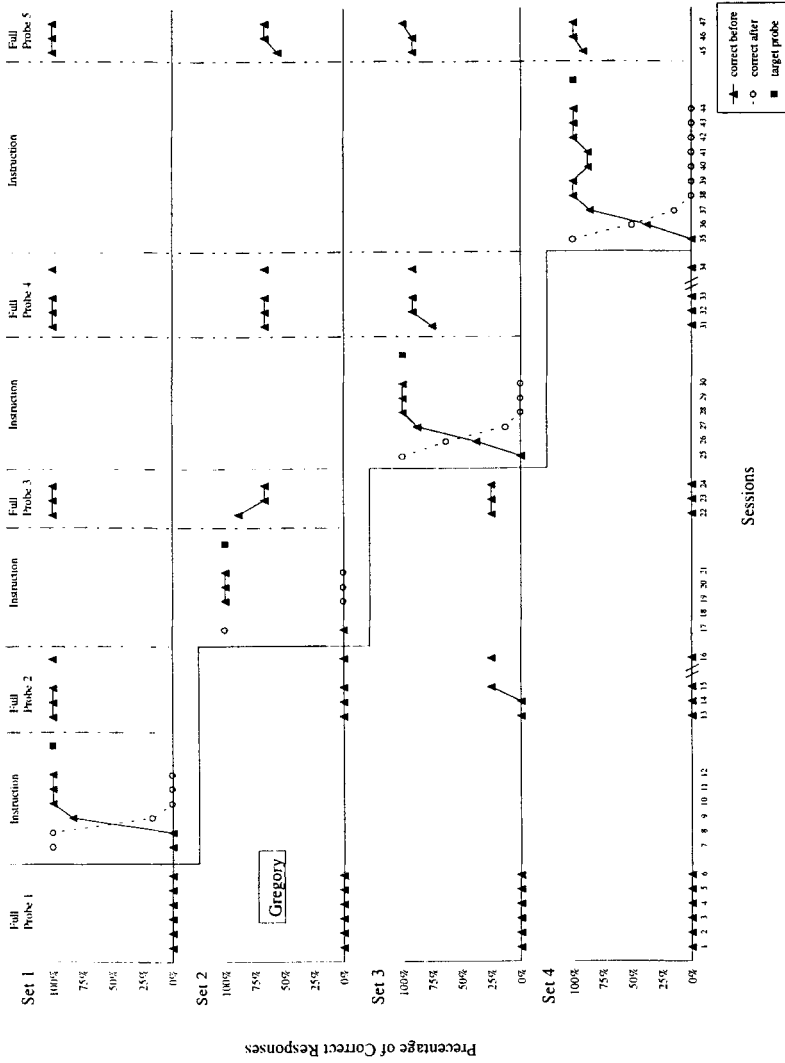 Full
Probe 1
Instruction
Full
Probe 2
Instruction
Full
Probe 3
Instruction
Full
Probe 4
Instruction
Full
Probe 5
Precentage of Correct Responses
Set 1
100%
75%
50%
25%
0%
Set 2
100%
75%
50%
25%
0%
Gregory
Set 3
100%
75%
50%
25%
0%
Set 4
100%
75%
50%
25%
0%
1 2 3 4 5 6 7 8 9 10 11 12 13 14 15 16 17 18 19 20 21 22 23 24 25 26 27 28 29 30 31 32 33 34 35 36 37 38 39 40 41 42 43 44 45 46 47
Sessions
correct before
correct after
target probe